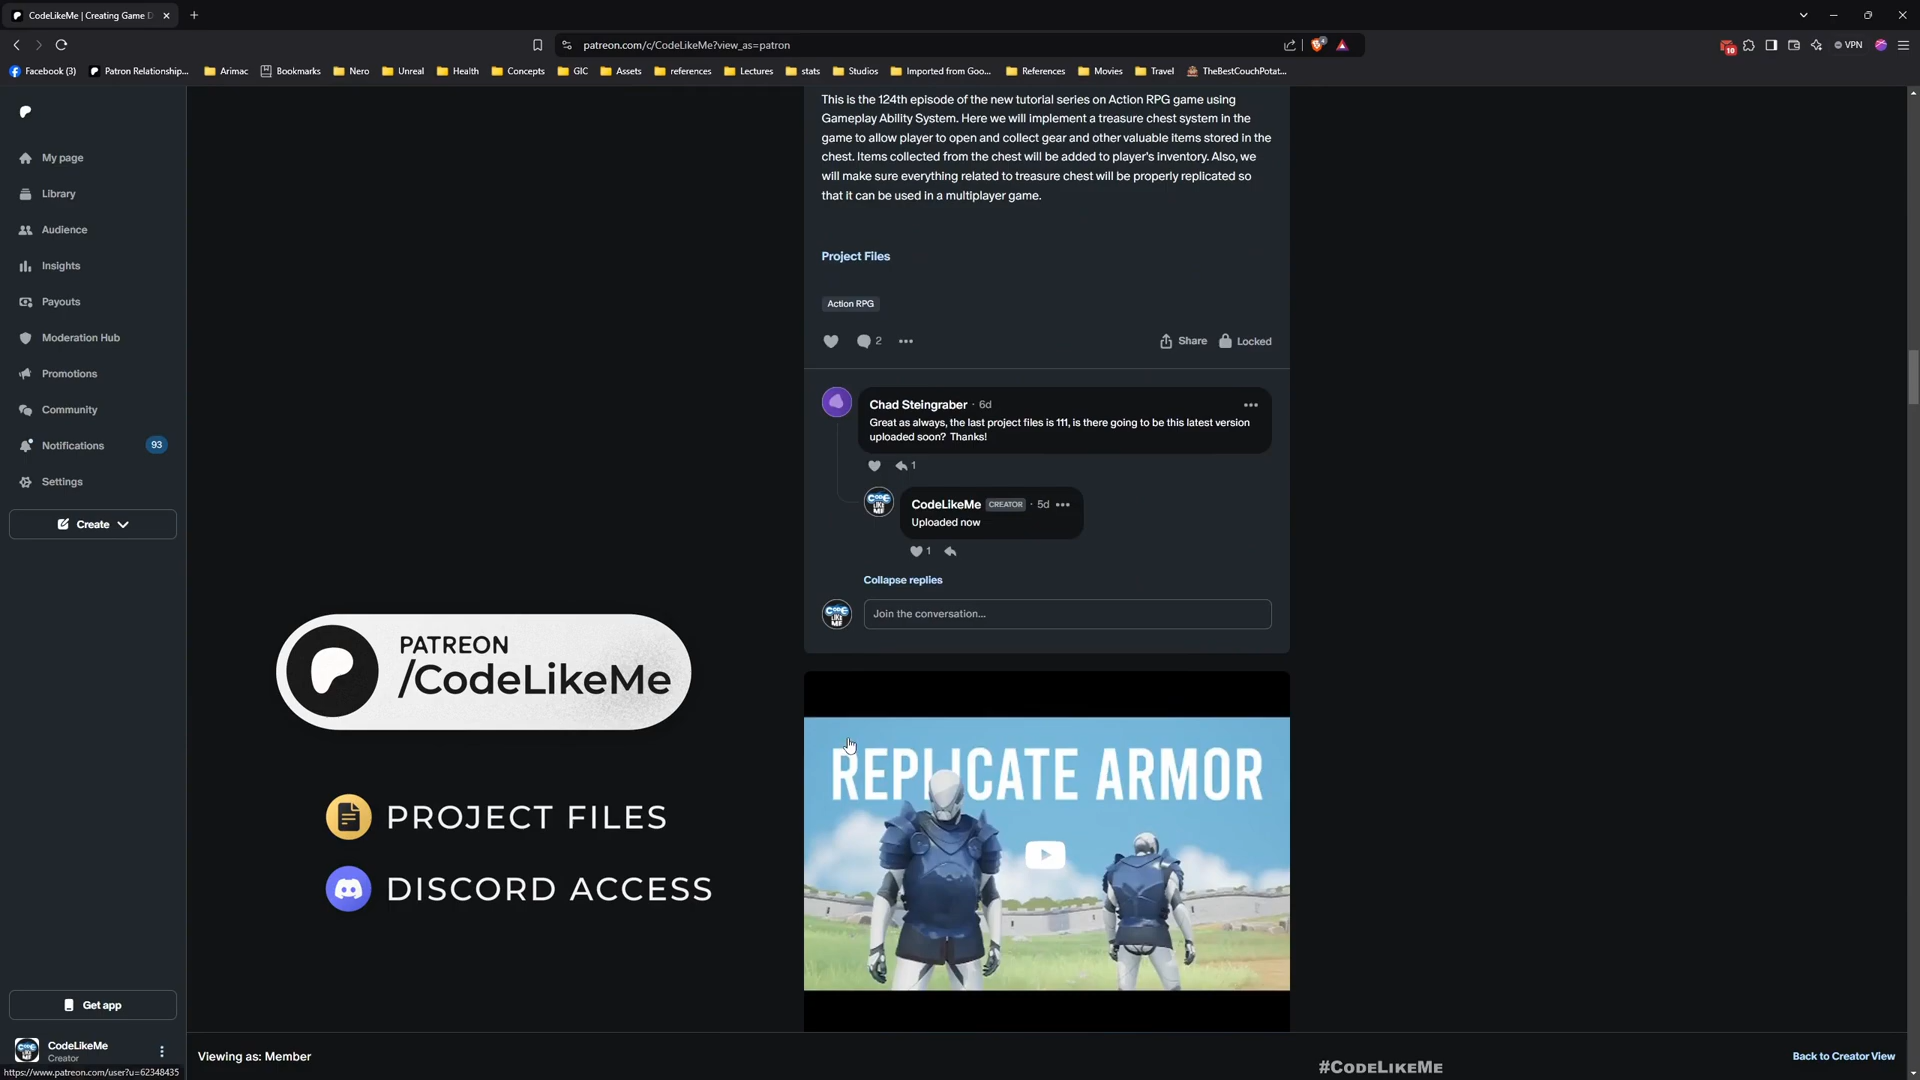 CodeLikeMe | Creating Game D
patreon.com/c/CodeLikeMe?view_as=patron
10
4
VPN
Facebook (3)
Patron Relationship...
Arimac
Bookmarks
Nero
Unreal
Health
Concepts
GIC
Assets
references
Lectures
stats
Studios
Imported from Goo...
References
Movies
Travel
TheBestCouchPotat...
My page
Library
Audience
Insights
Payouts
Moderation Hub
Promotions
Community
Notifications
93
Settings
Create
Get app
CodeLikeMe
Creator
https://www.patreon.com/user?u=62348435
This is the 124th episode of the new tutorial series on Action RPG game using
Gameplay Ability System. Here we will implement a treasure chest system in the
game to allow player to open and collect gear and other valuable items stored in the
chest. Items collected from the chest will be added to player's inventory. Also, we
will make sure everything related to treasure chest will be properly replicated so
that it can be used in a multiplayer game.
Project Files
Action RPG
2
Share
Locked
Chad Steingraber · 6d
Great as always, the last project files is 111, is there going to be this latest version
uploaded soon? Thanks!
1
CODE LIKE ME
CodeLikeMe CREATOR · 5d
Uploaded now
1
Collapse replies
CODE LIKE ME
Join the conversation...
PATREON
/CodeLikeMe
PROJECT FILES
DISCORD ACCESS
REPLICATE ARMOR
Viewing as: Member
#CODELIKEME
Back to Creator View